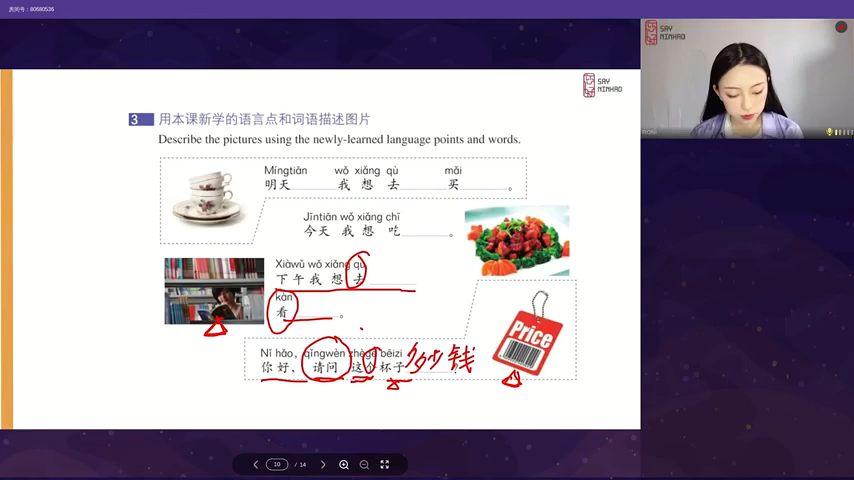 房间号：80680536
SAY
NINHAO
SAY
NINHAO
3 用本课新学的语言点和词语描述图片
Describe the pictures using the newly-learned language points and words.
Míngtiān wǒ xiǎng qù mǎi
明天 我 想 去 买 。
Jīntiān wǒ xiǎng chī
今天 我 想 吃 。
Xiàwǔ wǒ xiǎng qù
下午 我 想 去
kàn
看 。
Price
Nǐ hǎo, qǐngwèn zhège bēizi
你好，请问 这个 杯子 多少钱
10 / 14